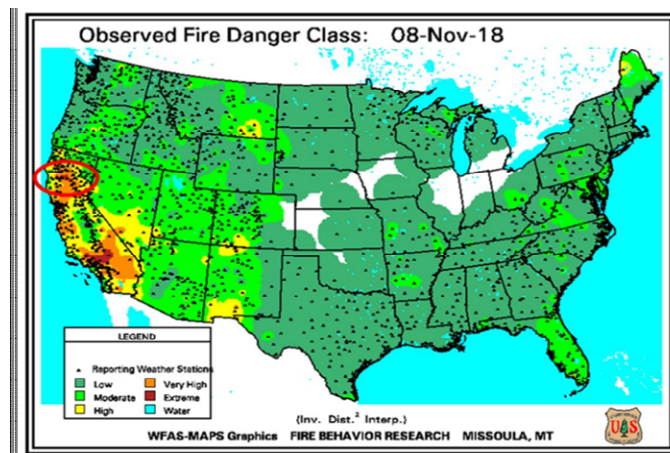 Observed Fire Danger Class: 08-Nov-18
LEGEND
Reporting Weather Stations
Low
Moderate
High
Very High
Extreme
Water
(Inv. Dist.² Interp.)
WFAS-MAPS Graphics FIRE BEHAVIOR RESEARCH MISSOULA, MT
US